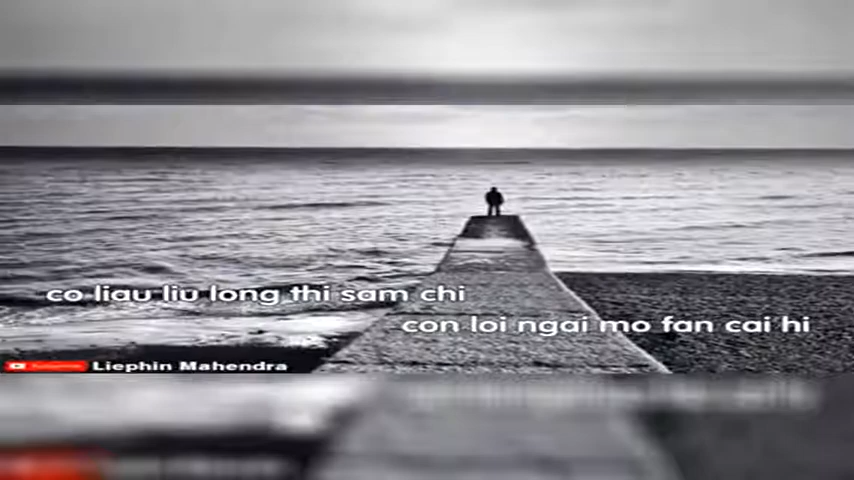 co liau liu long thi sam chi
con loi ngai mo fan cai hi
Liephin Mahendra